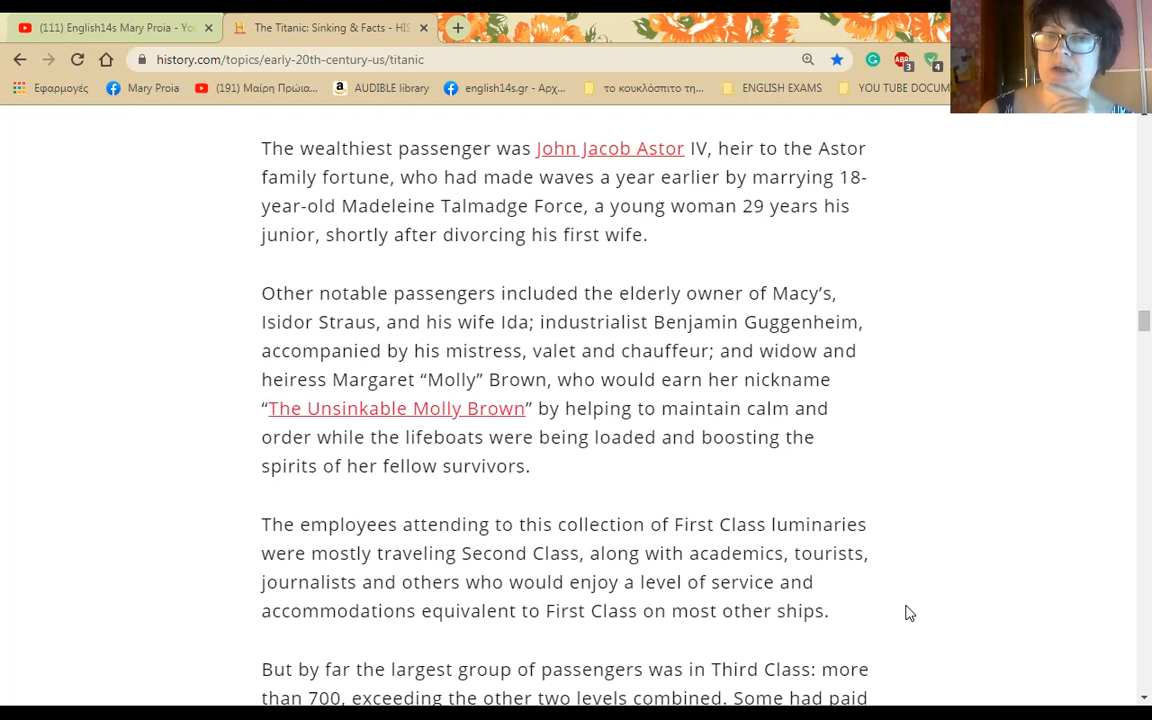 (111) English14s Mary Proia - Yo
The Titanic: Sinking & Facts - HIS
history.com/topics/early-20th-century-us/titanic
ABP
3
4
Εφαρμογές
Mary Proia
(191) Μαίρη Πρώια...
AUDIBLE library
english14s.gr - Αρχ...
το κουκλόσπιτο τη...
ENGLISH EXAMS
YOU TUBE DOCUM
The wealthiest passenger was John Jacob Astor IV, heir to the Astor
family fortune, who had made waves a year earlier by marrying 18-
year-old Madeleine Talmadge Force, a young woman 29 years his
junior, shortly after divorcing his first wife.
Other notable passengers included the elderly owner of Macy’s,
Isidor Straus, and his wife Ida; industrialist Benjamin Guggenheim,
accompanied by his mistress, valet and chauffeur; and widow and
heiress Margaret “Molly” Brown, who would earn her nickname
“The Unsinkable Molly Brown” by helping to maintain calm and
order while the lifeboats were being loaded and boosting the
spirits of her fellow survivors.
The employees attending to this collection of First Class luminaries
were mostly traveling Second Class, along with academics, tourists,
journalists and others who would enjoy a level of service and
accommodations equivalent to First Class on most other ships.
But by far the largest group of passengers was in Third Class: more
than 700, exceeding the other two levels combined. Some had paid